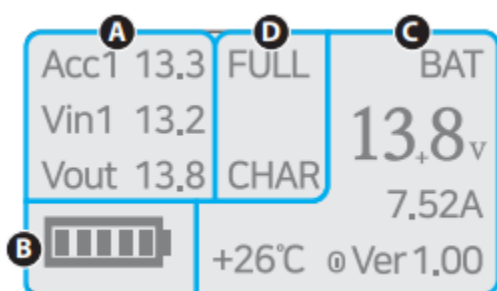 A D C
Acc1 13.3 FULL BAT
Vin1 13.2 13.8v
Vout 13.8 CHAR
7.52A
B
+26°C Ver 1.00